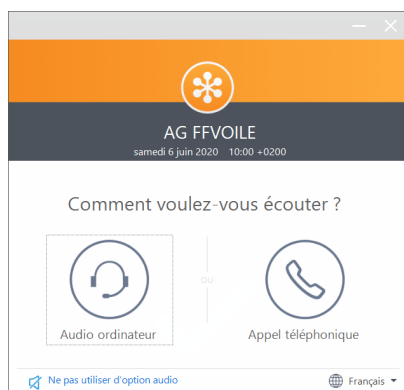 AG FFVOILE
samedi 6 juin 2020 10:00 +0200
Comment voulez-vous écouter ?
OU
Audio ordinateur
Appel téléphonique
Ne pas utiliser d'option audio
Français